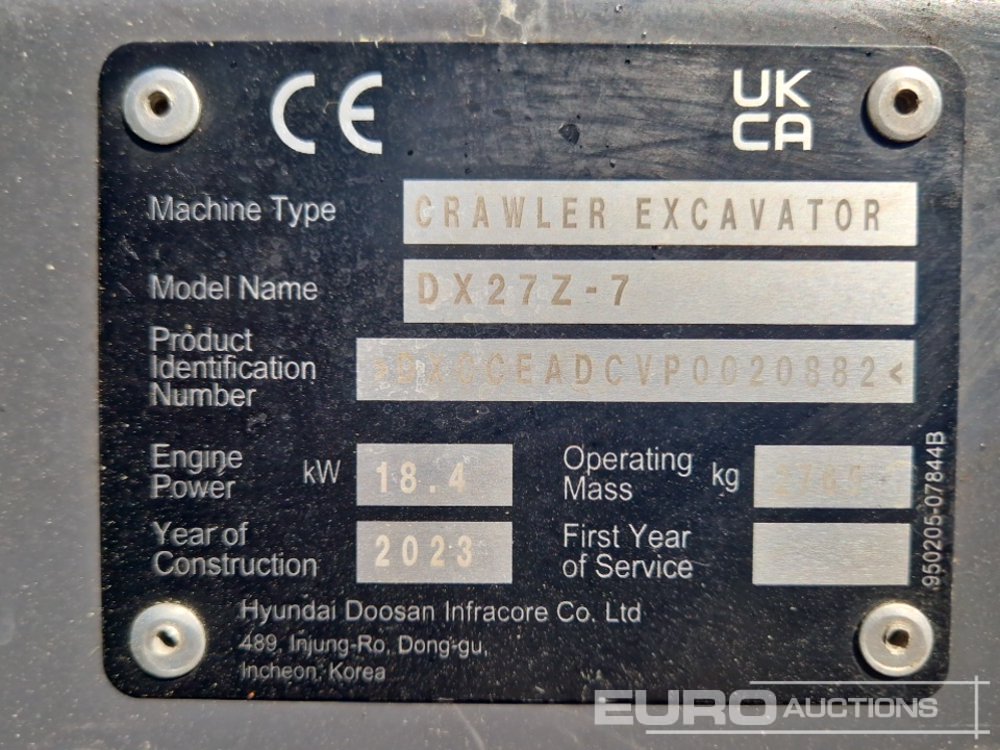 CE
UK
CA
Machine Type CRAWLER EXCAVATOR
Model Name DX27Z-7
Product
Identification
Number >DXCCEADCVP0020882<
Engine
Power kW 18.4
Operating
Mass kg 2765
Year of
Construction 2023
First Year
of Service
950205-07844B
Hyundai Doosan Infracore Co. Ltd
489, Injung-Ro, Dong-gu,
Incheon, Korea
EURO AUCTIONS